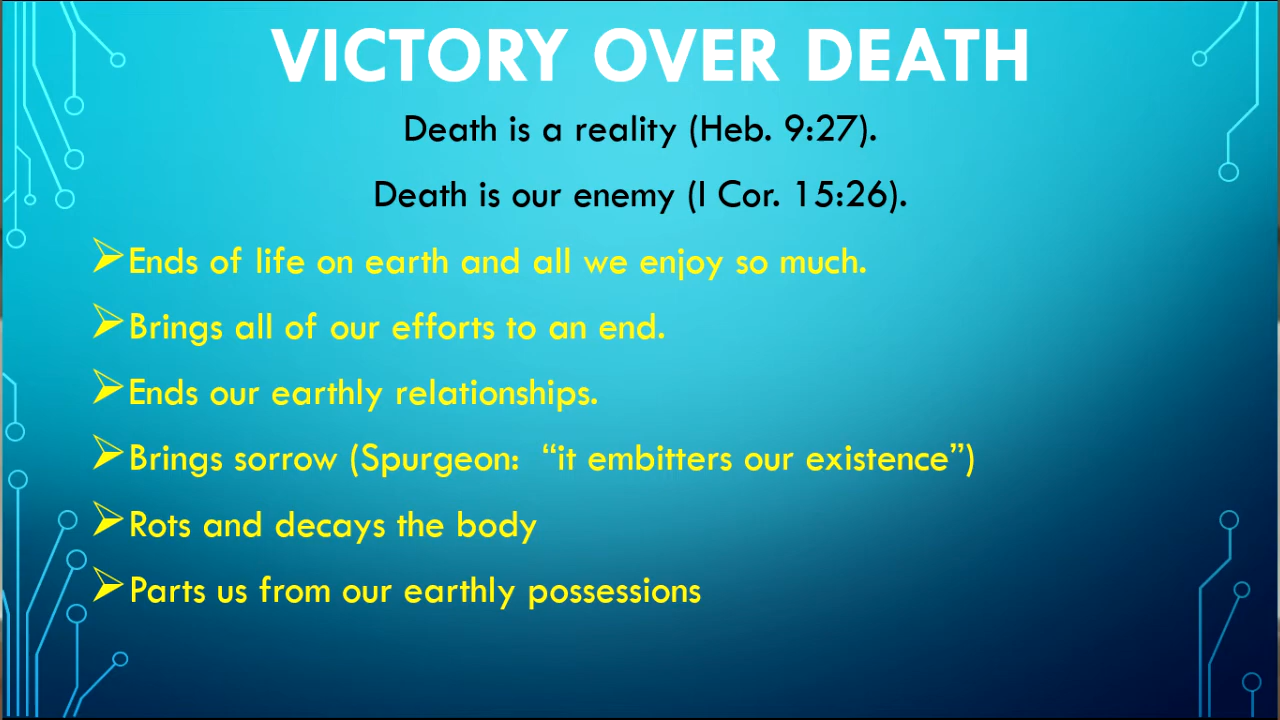 VICTORY OVER DEATH
Death is a reality (Heb. 9:27).
Death is our enemy (I Cor. 15:26).
➢Ends of life on earth and all we enjoy so much.
➢Brings all of our efforts to an end.
➢Ends our earthly relationships.
➢Brings sorrow (Spurgeon:  “it embitters our existence”)
➢Rots and decays the body
➢Parts us from our earthly possessions